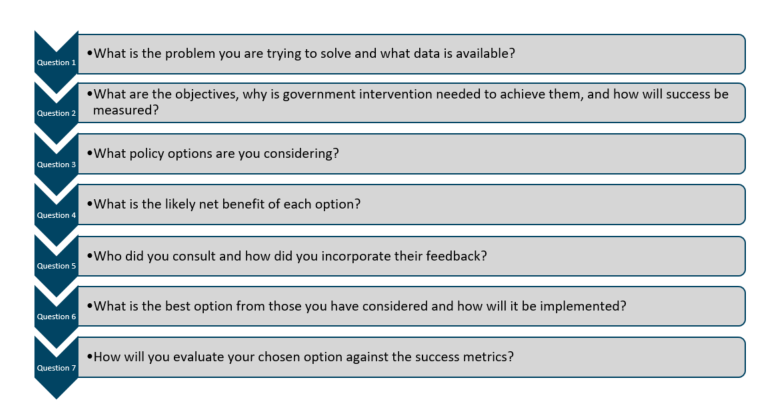 Question 1
•What is the problem you are trying to solve and what data is available?
Question 2
•What are the objectives, why is government intervention needed to achieve them, and how will success be
measured?
Question 3
•What policy options are you considering?
Question 4
•What is the likely net benefit of each option?
Question 5
•Who did you consult and how did you incorporate their feedback?
Question 6
•What is the best option from those you have considered and how will it be implemented?
Question 7
•How will you evaluate your chosen option against the success metrics?